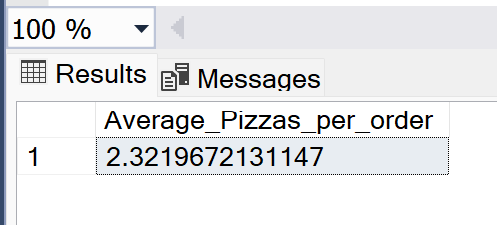 100 %
Results Messages
Average_Pizzas_per_order
1 2.3219672131147